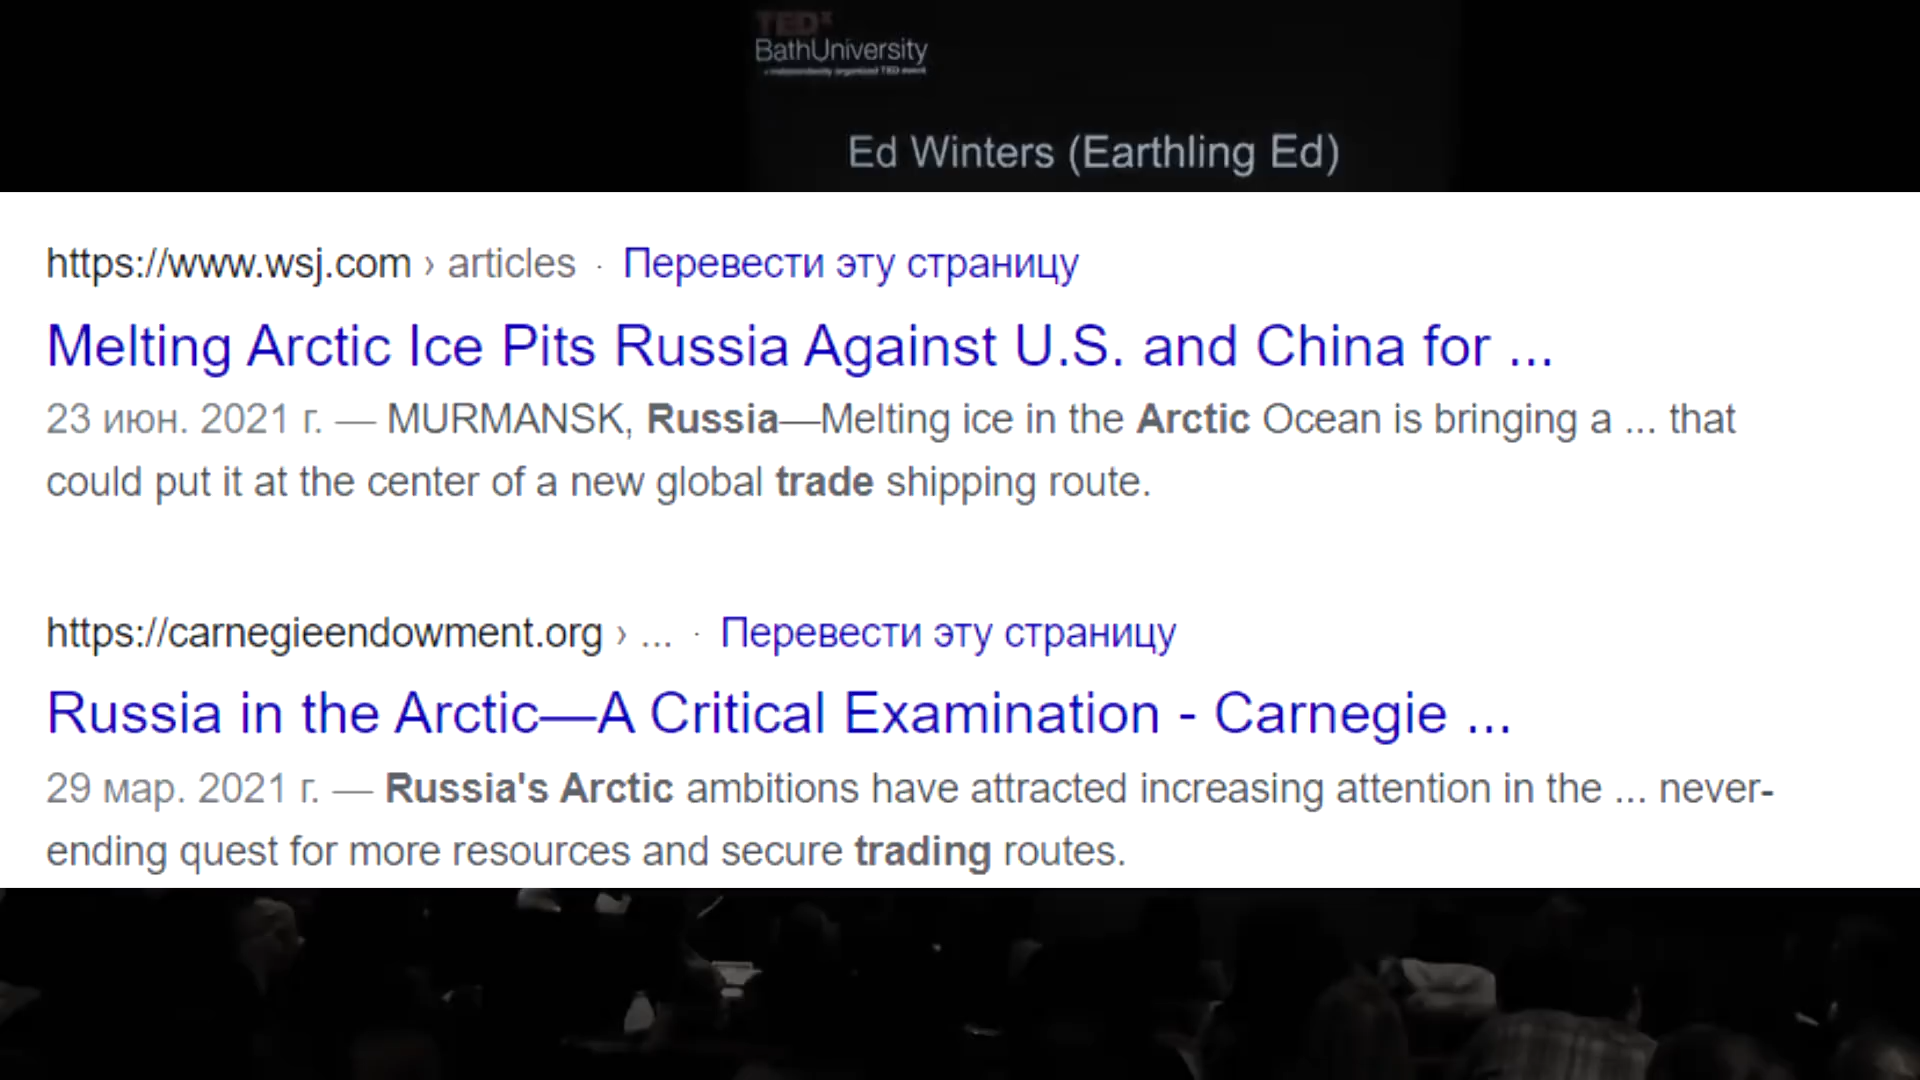 TEDx
BathUniversity
x independently organized TED event
Ed Winters (Earthling Ed)
https://www.wsj.com › articles · Перевести эту страницу
Melting Arctic Ice Pits Russia Against U.S. and China for ...
23 июн. 2021 г. — MURMANSK, Russia—Melting ice in the Arctic Ocean is bringing a ... that
could put it at the center of a new global trade shipping route.
https://carnegieendowment.org › ... · Перевести эту страницу
Russia in the Arctic—A Critical Examination - Carnegie ...
29 мар. 2021 г. — Russia's Arctic ambitions have attracted increasing attention in the ... never-
ending quest for more resources and secure trading routes.